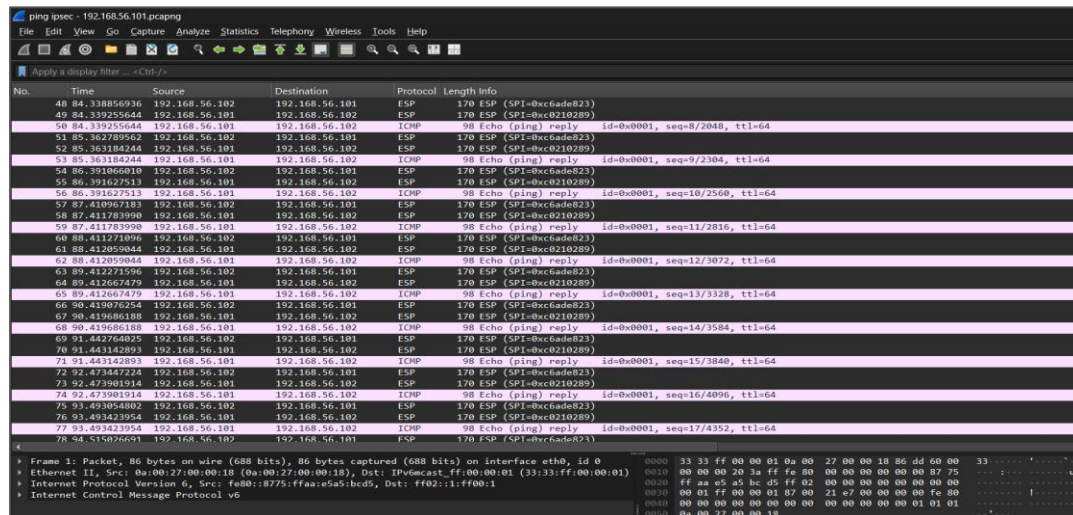 ping ipsec - 192.168.56.101.pcapng
File Edit View Go Capture Analyze Statistics Telephony Wireless Tools Help
Apply a display filter ... <Ctrl-/>
No. Time Source Destination Protocol Length Info
48 84.338856936 192.168.56.102 192.168.56.101 ESP 170 ESP (SPI=0xc6ade823)
49 84.339255644 192.168.56.101 192.168.56.102 ESP 170 ESP (SPI=0xc0210289)
50 84.339255644 192.168.56.101 192.168.56.102 ICMP 98 Echo (ping) reply id=0x0001, seq=8/2048, ttl=64
51 85.362789562 192.168.56.102 192.168.56.101 ESP 170 ESP (SPI=0xc6ade823)
52 85.363184244 192.168.56.101 192.168.56.102 ESP 170 ESP (SPI=0xc0210289)
53 85.363184244 192.168.56.101 192.168.56.102 ICMP 98 Echo (ping) reply id=0x0001, seq=9/2304, ttl=64
54 86.391066010 192.168.56.102 192.168.56.101 ESP 170 ESP (SPI=0xc6ade823)
55 86.391627513 192.168.56.101 192.168.56.102 ESP 170 ESP (SPI=0xc0210289)
56 86.391627513 192.168.56.101 192.168.56.102 ICMP 98 Echo (ping) reply id=0x0001, seq=10/2560, ttl=64
57 87.410967183 192.168.56.102 192.168.56.101 ESP 170 ESP (SPI=0xc6ade823)
58 87.411783990 192.168.56.101 192.168.56.102 ESP 170 ESP (SPI=0xc0210289)
59 87.411783990 192.168.56.101 192.168.56.102 ICMP 98 Echo (ping) reply id=0x0001, seq=11/2816, ttl=64
60 88.411271096 192.168.56.102 192.168.56.101 ESP 170 ESP (SPI=0xc6ade823)
61 88.412059044 192.168.56.101 192.168.56.102 ESP 170 ESP (SPI=0xc0210289)
62 88.412059044 192.168.56.101 192.168.56.102 ICMP 98 Echo (ping) reply id=0x0001, seq=12/3072, ttl=64
63 89.412271596 192.168.56.102 192.168.56.101 ESP 170 ESP (SPI=0xc6ade823)
64 89.412667479 192.168.56.101 192.168.56.102 ESP 170 ESP (SPI=0xc0210289)
65 89.412667479 192.168.56.101 192.168.56.102 ICMP 98 Echo (ping) reply id=0x0001, seq=13/3328, ttl=64
66 90.419076254 192.168.56.102 192.168.56.101 ESP 170 ESP (SPI=0xc6ade823)
67 90.419686188 192.168.56.101 192.168.56.102 ESP 170 ESP (SPI=0xc0210289)
68 90.419686188 192.168.56.101 192.168.56.102 ICMP 98 Echo (ping) reply id=0x0001, seq=14/3584, ttl=64
69 91.442764025 192.168.56.102 192.168.56.101 ESP 170 ESP (SPI=0xc6ade823)
70 91.443142893 192.168.56.101 192.168.56.102 ESP 170 ESP (SPI=0xc0210289)
71 91.443142893 192.168.56.101 192.168.56.102 ICMP 98 Echo (ping) reply id=0x0001, seq=15/3840, ttl=64
72 92.473447224 192.168.56.102 192.168.56.101 ESP 170 ESP (SPI=0xc6ade823)
73 92.473901914 192.168.56.101 192.168.56.102 ESP 170 ESP (SPI=0xc0210289)
74 92.473901914 192.168.56.101 192.168.56.102 ICMP 98 Echo (ping) reply id=0x0001, seq=16/4096, ttl=64
75 93.493054802 192.168.56.102 192.168.56.101 ESP 170 ESP (SPI=0xc6ade823)
76 93.493423954 192.168.56.101 192.168.56.102 ESP 170 ESP (SPI=0xc0210289)
77 93.493423954 192.168.56.101 192.168.56.102 ICMP 98 Echo (ping) reply id=0x0001, seq=17/4352, ttl=64
78 94.515026691 192.168.56.102 192.168.56.101 ESP 170 ESP (SPI=0xc6ade823)
Frame 1: Packet, 86 bytes on wire (688 bits), 86 bytes captured (688 bits) on interface eth0, id 0
Ethernet II, Src: 0a:00:27:00:00:18 (0a:00:27:00:00:18), Dst: IPv6mcast_ff:00:00:01 (33:33:ff:00:00:01)
Internet Protocol Version 6, Src: fe80::8775:ffaa:e5a5:bcd5, Dst: ff02::1:ff00:1
Internet Control Message Protocol v6
0000 33 33 ff 00 00 01 0a 00 27 00 00 18 86 dd 60 00
0010 00 00 00 20 3a ff fe 80 00 00 00 00 00 00 87 75
0020 ff aa e5 a5 bc d5 ff 02 00 00 00 00 00 00 00 00
0030 00 01 ff 00 00 01 87 00 21 e7 00 00 00 00 fe 80
0040 00 00 00 00 00 00 00 00 00 00 00 00 00 01 01 01
0050 0a 00 27 00 00 18